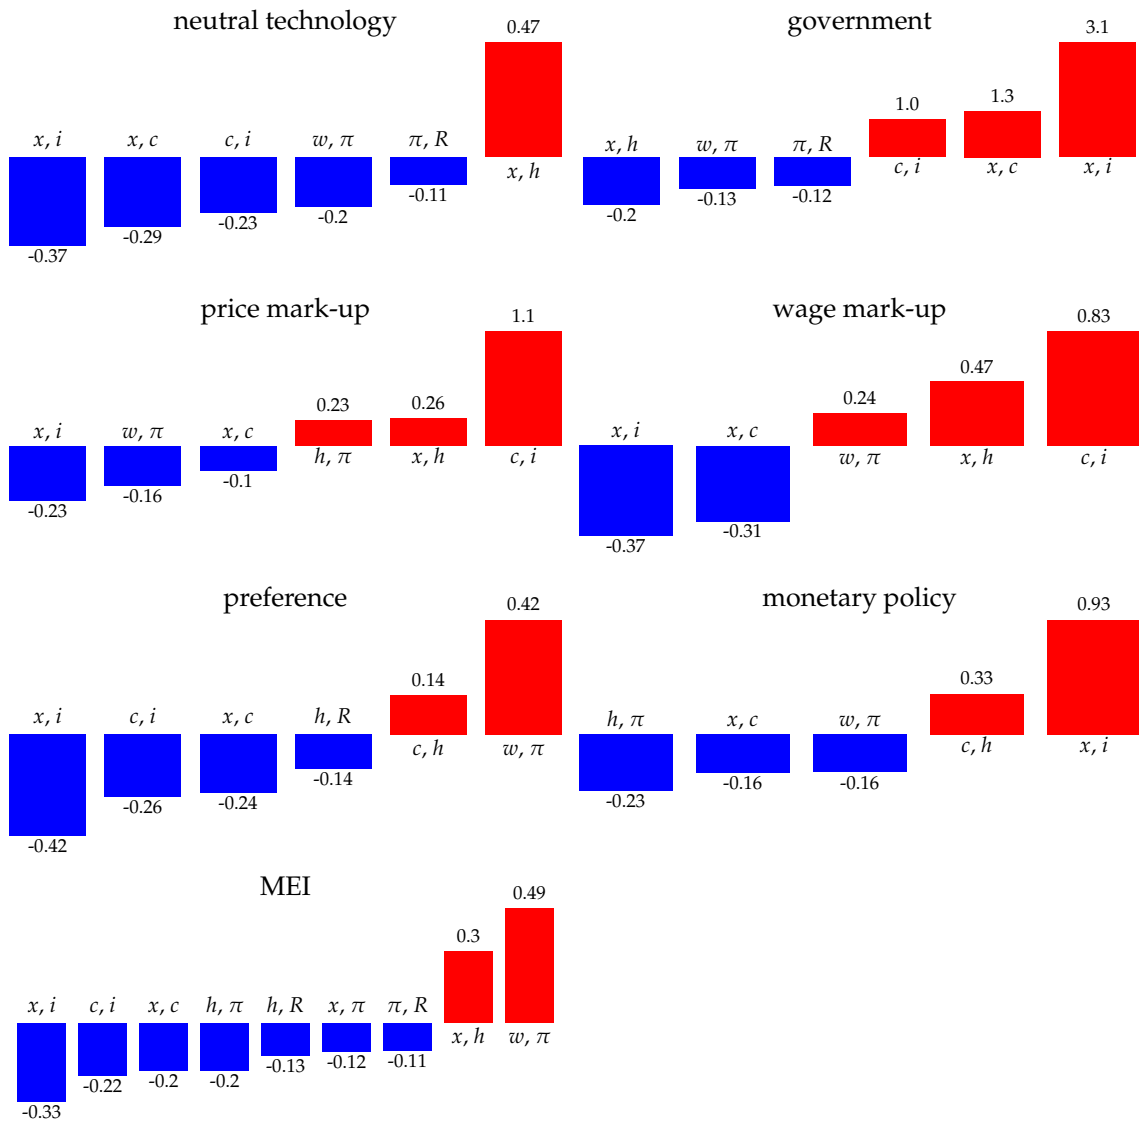 neutral technology
0.47
x, i x, c c, i w, π π, R
x, h
-0.37 -0.29 -0.23 -0.2 -0.11
government
3.1
1.0 1.3
x, h w, π π, R
c, i x, c x, i
-0.2 -0.13 -0.12
price mark-up
1.1
0.23 0.26
x, i w, π x, c
h, π x, h c, i
-0.23 -0.16 -0.1
wage mark-up
0.83
0.24 0.47
x, i x, c
w, π x, h c, i
-0.37 -0.31
preference
0.42
0.14
x, i c, i x, c h, R
c, h w, π
-0.42 -0.26 -0.24 -0.14
monetary policy
0.93
0.33
h, π x, c w, π
c, h x, i
-0.23 -0.16 -0.16
MEI
0.49
0.3
x, i c, i x, c h, π h, R x, π π, R
x, h w, π
-0.33 -0.22 -0.2 -0.2 -0.13 -0.12 -0.11